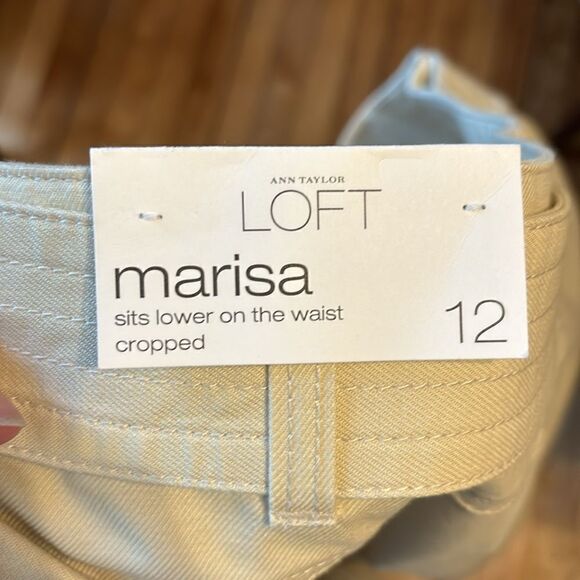 ANN TAYLOR
LOFT
marisa
sits lower on the waist
cropped
12